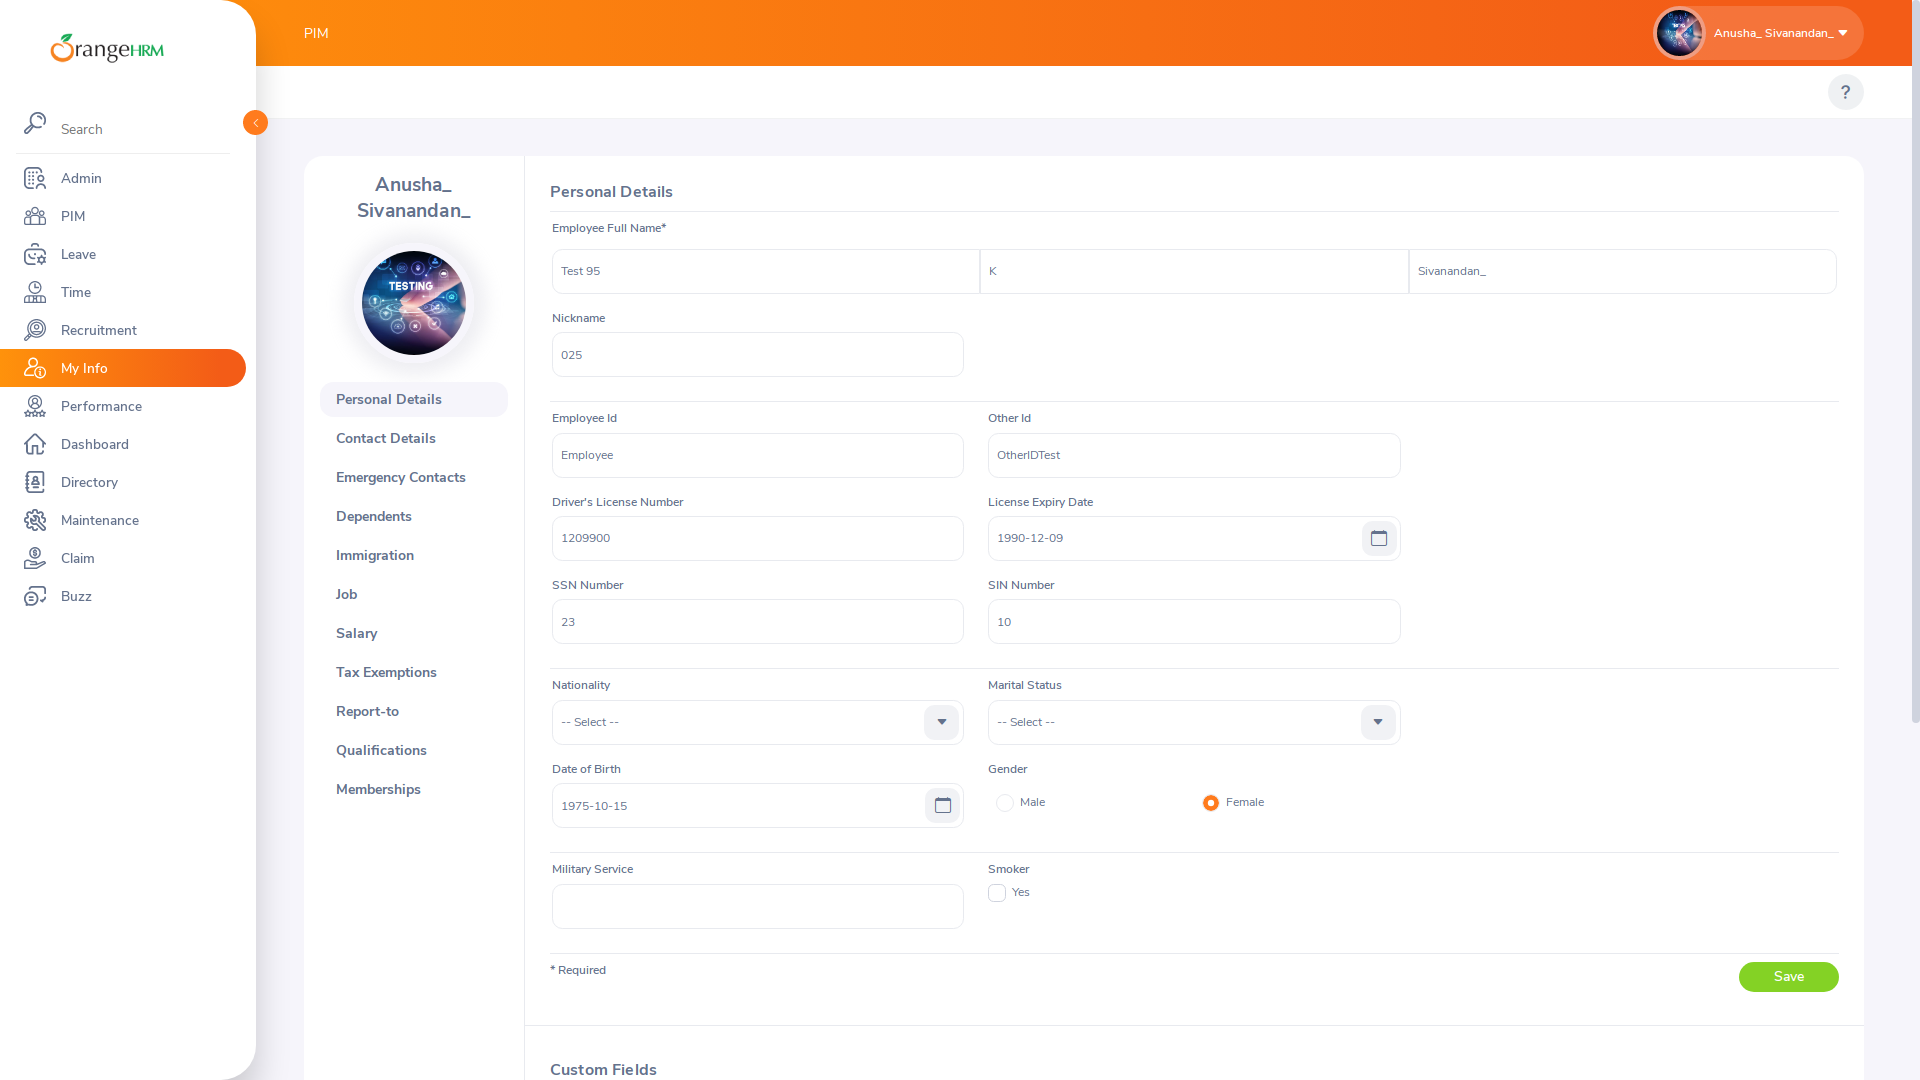 OrangeHRM
PIM
Anusha_ Sivanandan_
?
Search
Admin
PIM
Leave
Time
Recruitment
My Info
Performance
Dashboard
Directory
Maintenance
Claim
Buzz
Anusha_
Sivanandan_
TESTING
Personal Details
Contact Details
Emergency Contacts
Dependents
Immigration
Job
Salary
Tax Exemptions
Report-to
Qualifications
Memberships
Personal Details
Employee Full Name*
Test 95 K Sivanandan_
Nickname
025
Employee Id Other Id
Employee OtherIDTest
Driver's License Number License Expiry Date
1209900 1990-12-09
SSN Number SIN Number
23 10
Nationality Marital Status
-- Select -- -- Select --
Date of Birth Gender
1975-10-15 Male Female
Military Service Smoker
Yes
* Required Save
Custom Fields